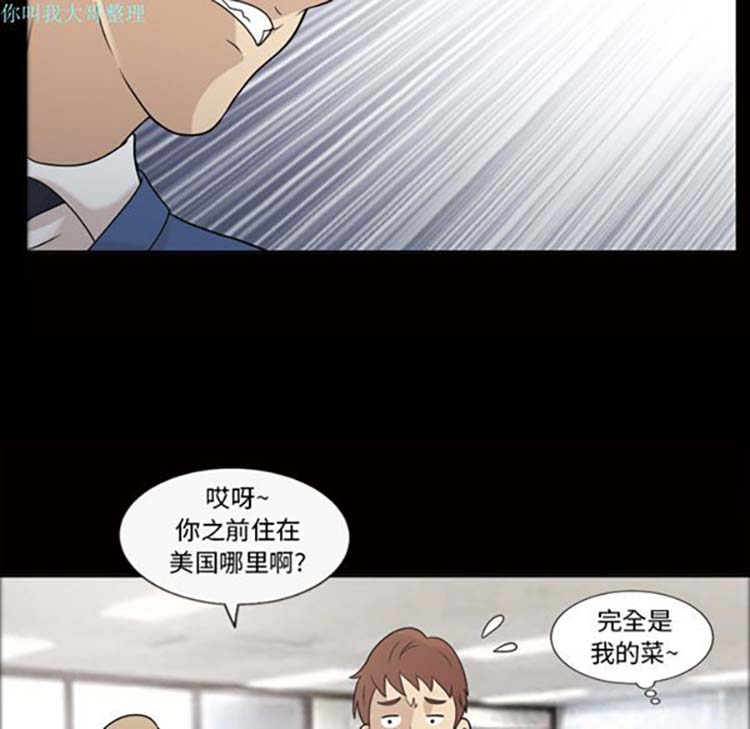 你叫我大哥整理
哎呀~
你之前住在
美国哪里啊?
完全是
我的菜~